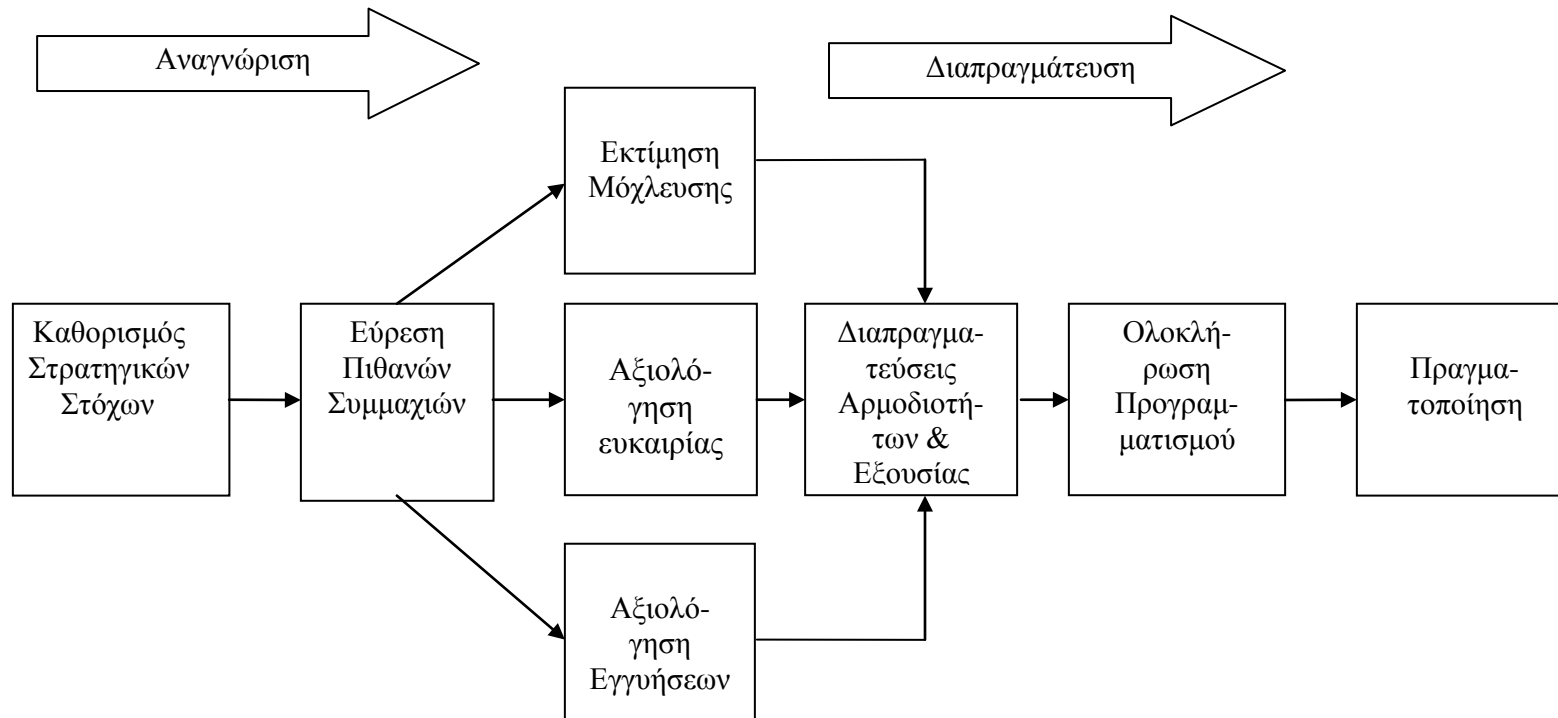 Αναγνώριση
Διαπραγμάτευση
Εκτίμηση
Μόχλευσης
Καθορισμός
Στρατηγικών
Στόχων
Εύρεση
Πιθανών
Συμμαχιών
Αξιολό-
γηση
ευκαιρίας
Διαπραγμα-
τεύσεις
Αρμοδιοτή-
των &
Εξουσίας
Ολοκλή-
ρωση
Προγραμ-
ματισμού
Πραγμα-
τοποίηση
Αξιολό-
γηση
Εγγυήσεων